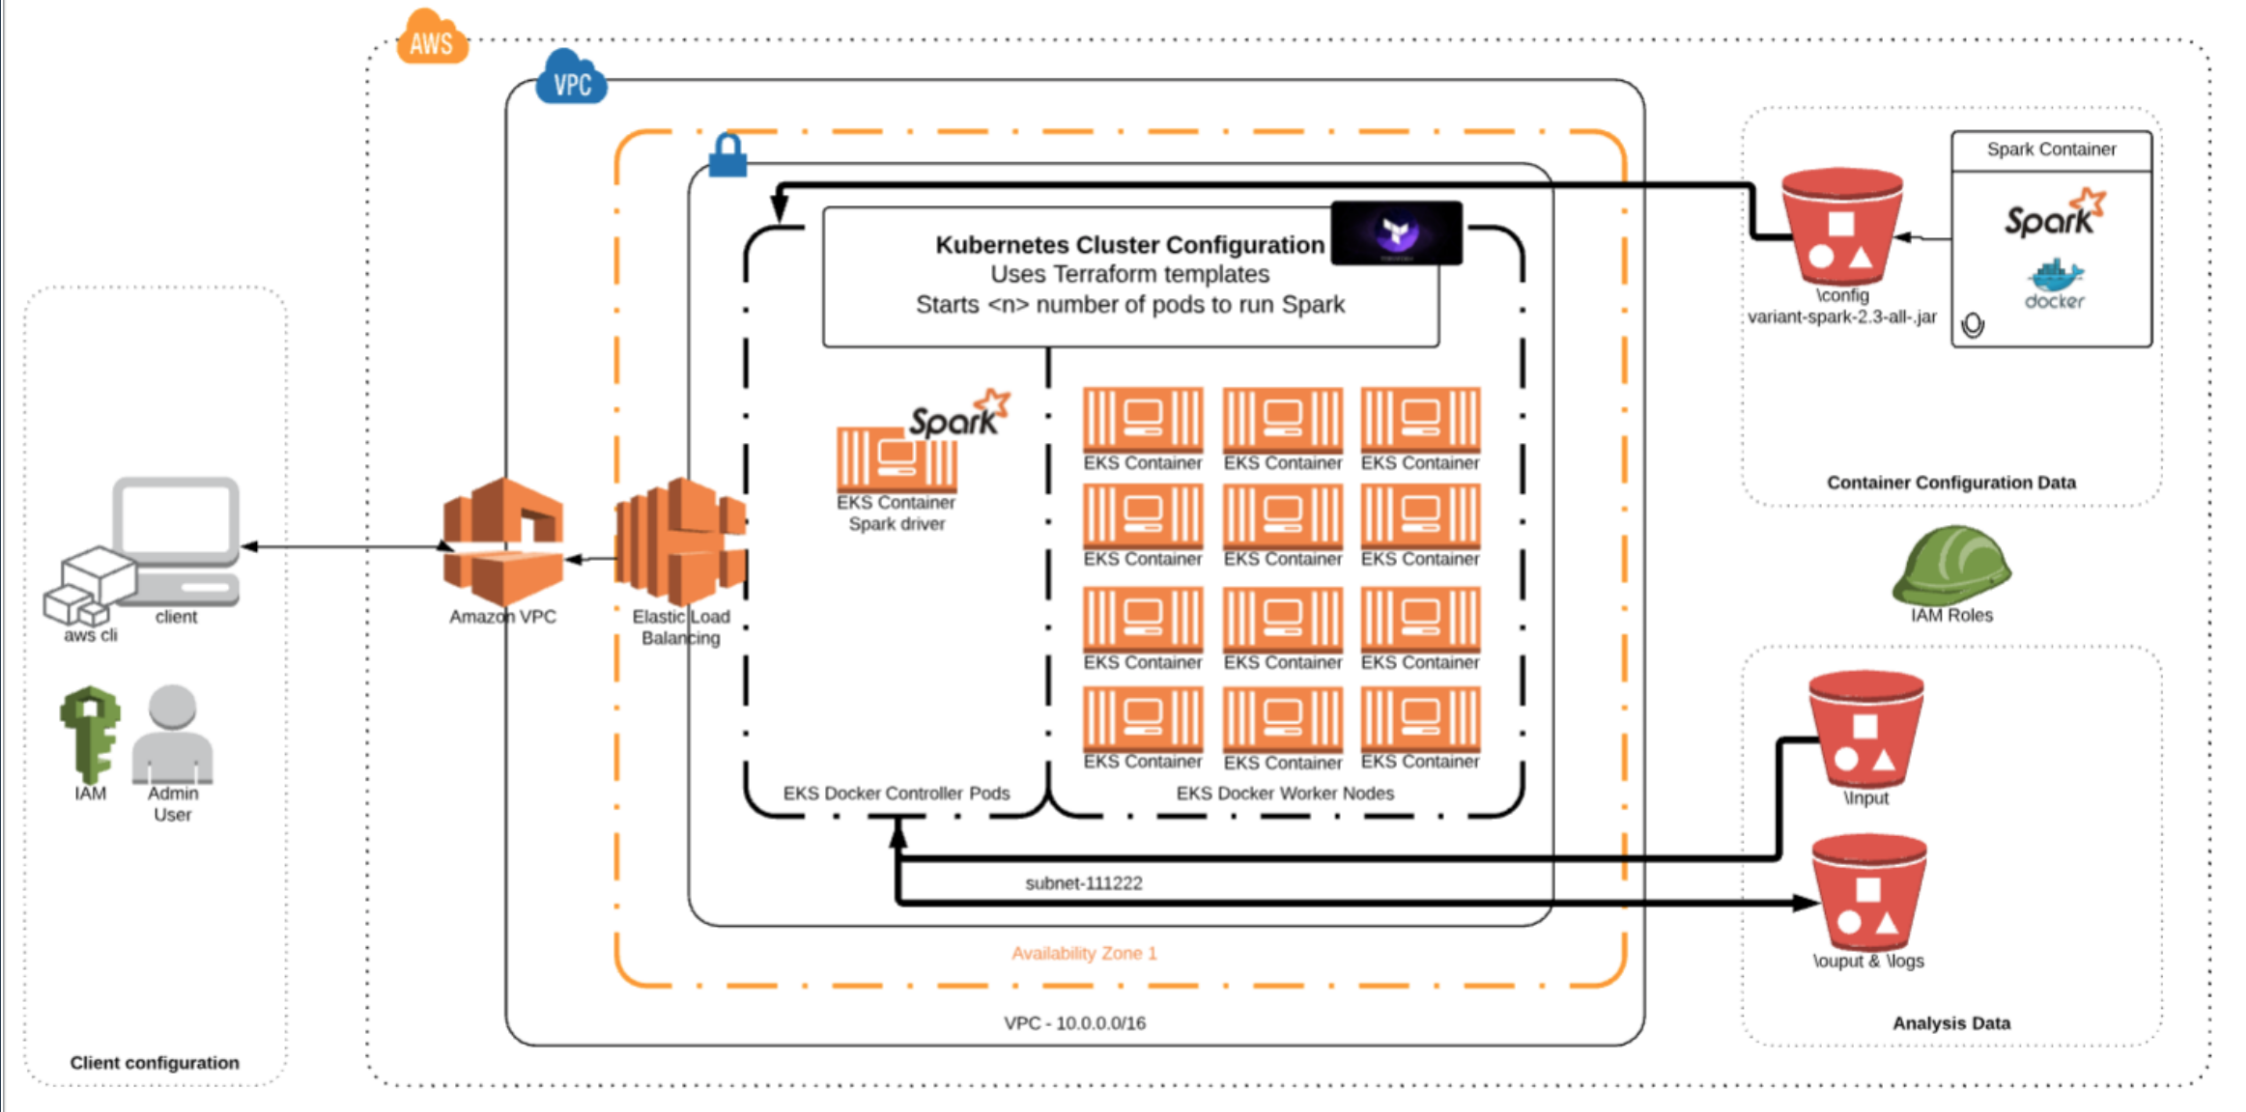 AWS
VPC
Spark Container
Spark
docker
Kubernetes Cluster Configuration
Uses Terraform templates
Starts <n> number of pods to run Spark
\config
variant-spark-2.3-all-.jar
Spark
EKS Container
Spark driver
EKS Container
EKS Container
EKS Container
EKS Container
EKS Container
EKS Container
EKS Container
EKS Container
EKS Container
EKS Container
EKS Container
EKS Container
Container Configuration Data
client
aws cli
Amazon VPC
Elastic Load
Balancing
IAM Roles
IAM
Admin
User
EKS Docker Controller Pods
EKS Docker Worker Nodes
\Input
subnet-111222
Availability Zone 1
\ouput & \logs
VPC - 10.0.0.0/16
Analysis Data
Client configuration